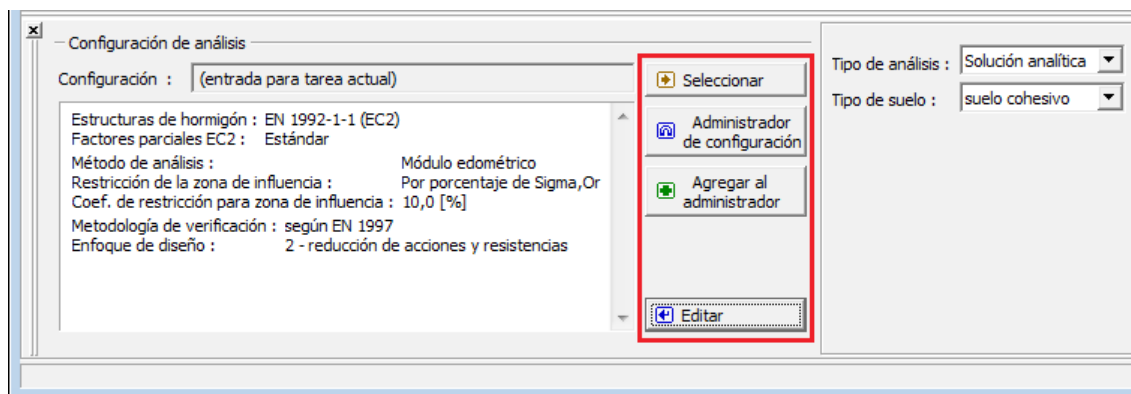 Configuración de análisis
Configuración : (entrada para tarea actual)
Estructuras de hormigón : EN 1992-1-1 (EC2)
Factores parciales EC2 : Estándar
Método de análisis : Módulo edométrico
Restricción de la zona de influencia : Por porcentaje de Sigma,Or
Coef. de restricción para zona de influencia : 10,0 [%]
Metodología de verificación : según EN 1997
Enfoque de diseño : 2 - reducción de acciones y resistencias
Seleccionar
Administrador
de configuración
Agregar al
administrador
Editar
Tipo de análisis : Solución analítica
Tipo de suelo : suelo cohesivo